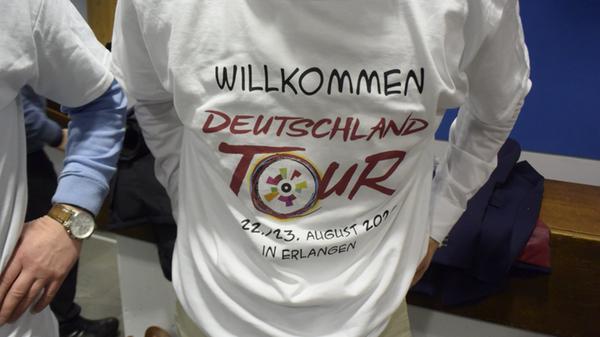 WILLKOMMEN
DEUTSCHLAND
TOUR
22./23. AUGUST
IN ERLANGEN